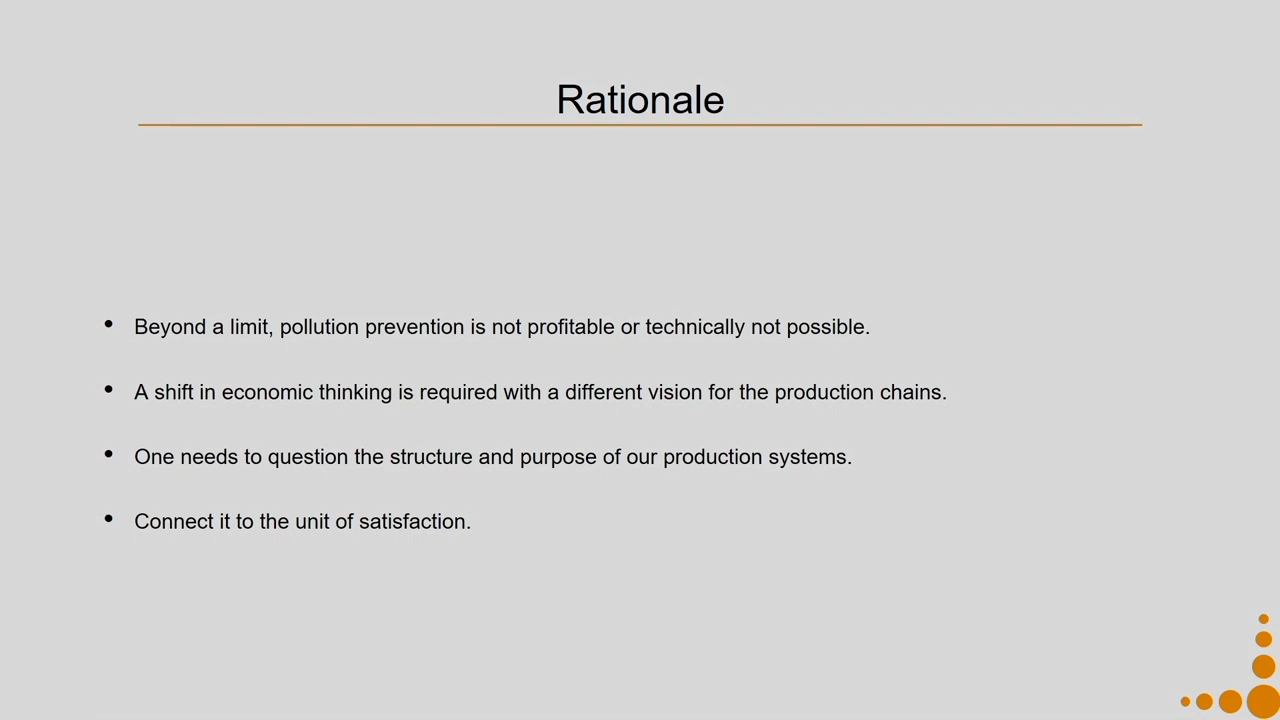 Rationale
• Beyond a limit, pollution prevention is not profitable or technically not possible.
• A shift in economic thinking is required with a different vision for the production chains.
• One needs to question the structure and purpose of our production systems.
• Connect it to the unit of satisfaction.